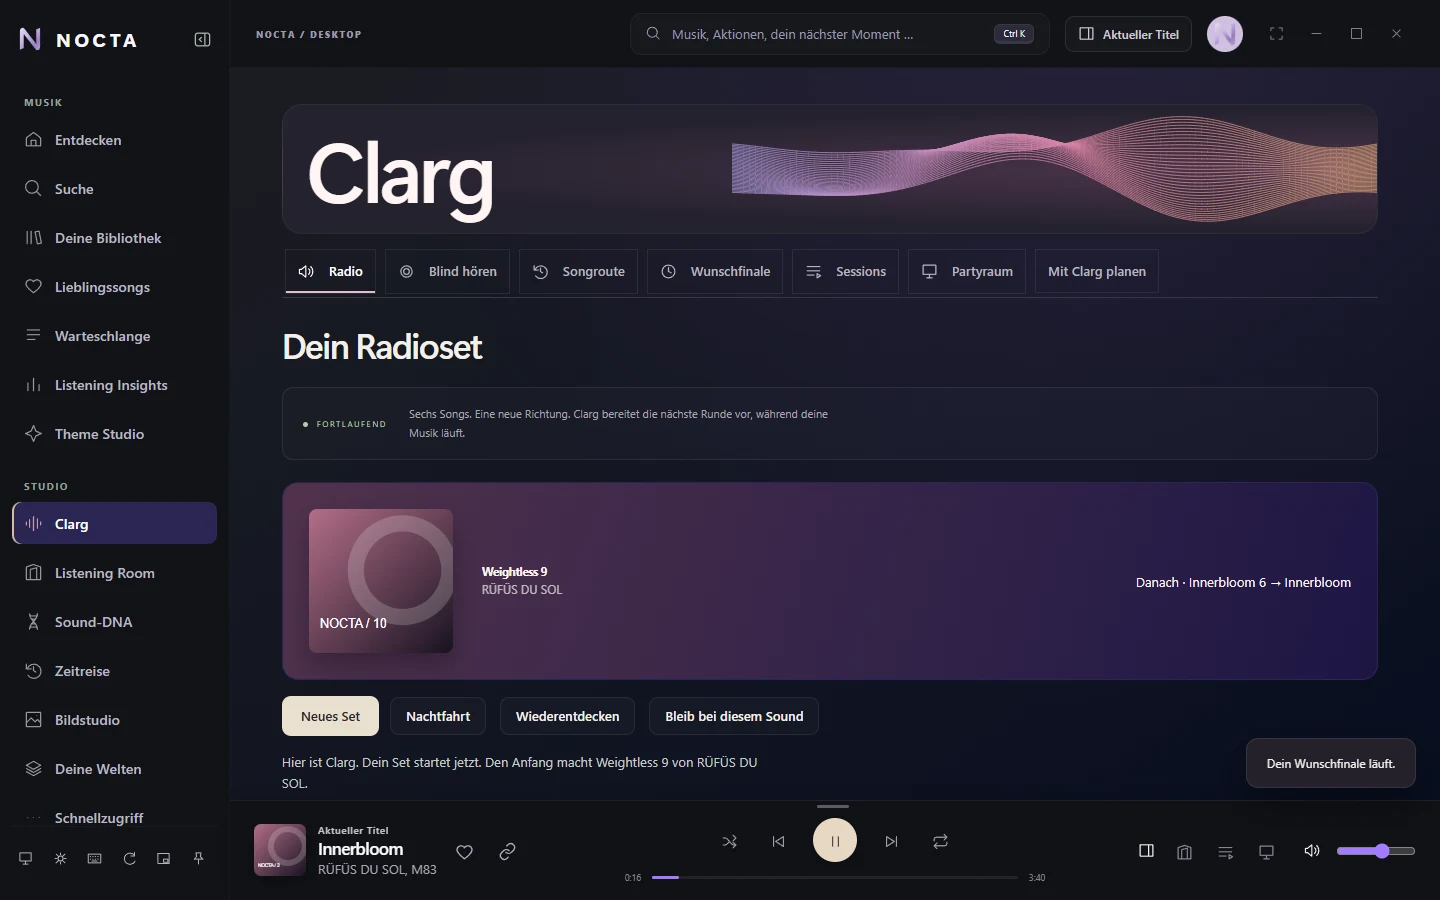 NOCTA
NOCTA / DESKTOP
Musik, Aktionen, dein nächster Moment ...
Ctrl K
Aktueller Titel
MUSIK
Entdecken
Suche
Deine Bibliothek
Lieblingssongs
Warteschlange
Listening Insights
Theme Studio
STUDIO
Clarg
Listening Room
Sound-DNA
Zeitreise
Bildstudio
Deine Welten
Schnellzugriff
Clarg
Radio
Blind hören
Songroute
Wunschfinale
Sessions
Partyraum
Mit Clarg planen
Dein Radioset
FORTLAUFEND
Sechs Songs. Eine neue Richtung. Clarg bereitet die nächste Runde vor, während deine
Musik läuft.
NOCTA / 10
Weightless 9
RÜFÜS DU SOL
Danach · Innerbloom 6 → Innerbloom
Neues Set
Nachtfahrt
Wiederentdecken
Bleib bei diesem Sound
Hier ist Clarg. Dein Set startet jetzt. Den Anfang macht Weightless 9 von RÜFÜS DU
SOL.
Dein Wunschfinale läuft.
Aktueller Titel
Innerbloom
RÜFÜS DU SOL, M83
0:16
3:40